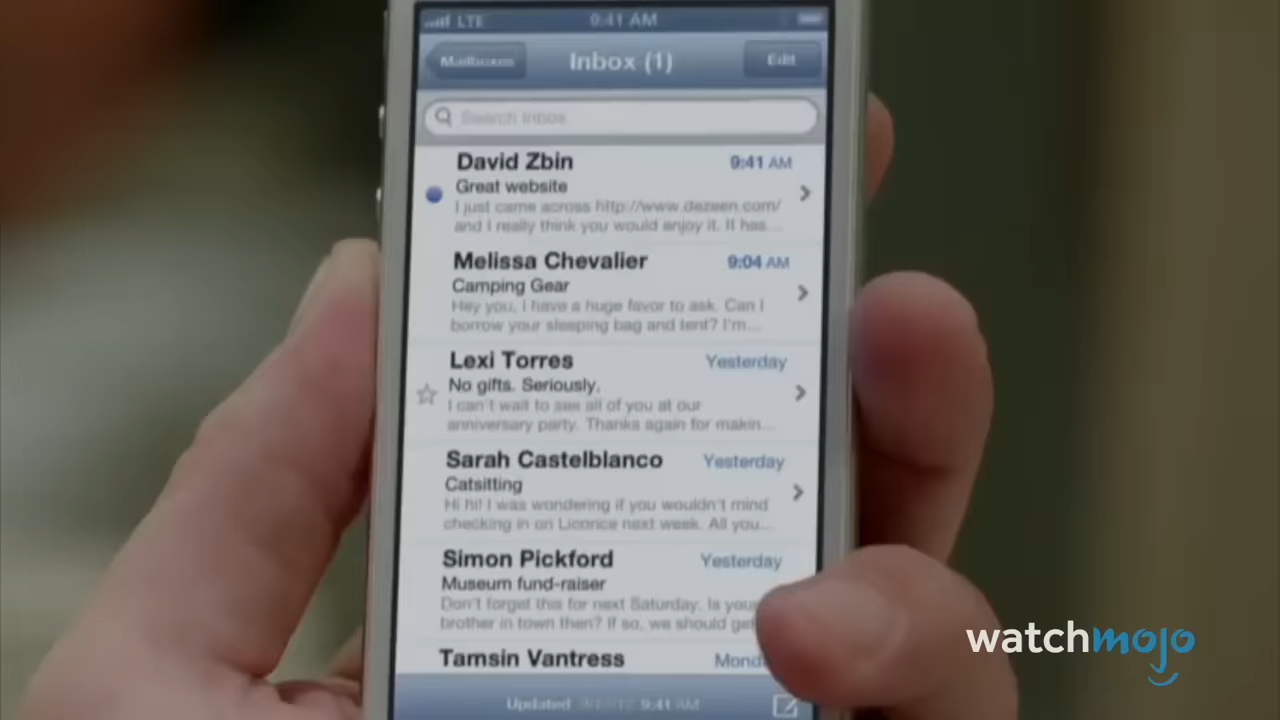 LTE 9:41 AM
Mailboxes Inbox (1) Edit
Search Inbox
David Zbin 9:41 AM
Great website
I just came across http://www.dezeen.com/
and I really think you would enjoy it. It has...
Melissa Chevalier 9:04 AM
Camping Gear
Hey you, I have a huge favor to ask. Can I
borrow your sleeping bag and tent? I'm...
Lexi Torres Yesterday
No gifts. Seriously.
I can't wait to see all of you at our
anniversary party. Thanks again for makin...
Sarah Castelblanco Yesterday
Catsitting
Hi hi! I was wondering if you wouldn't mind
checking in on Licorice next week. All you...
Simon Pickford Yesterday
Museum fund-raiser
Don't forget this for next Saturday. Is your
brother in town then? If so, we should get
Tamsin Vantress Mond
Updated 9:41 AM
watchmojo